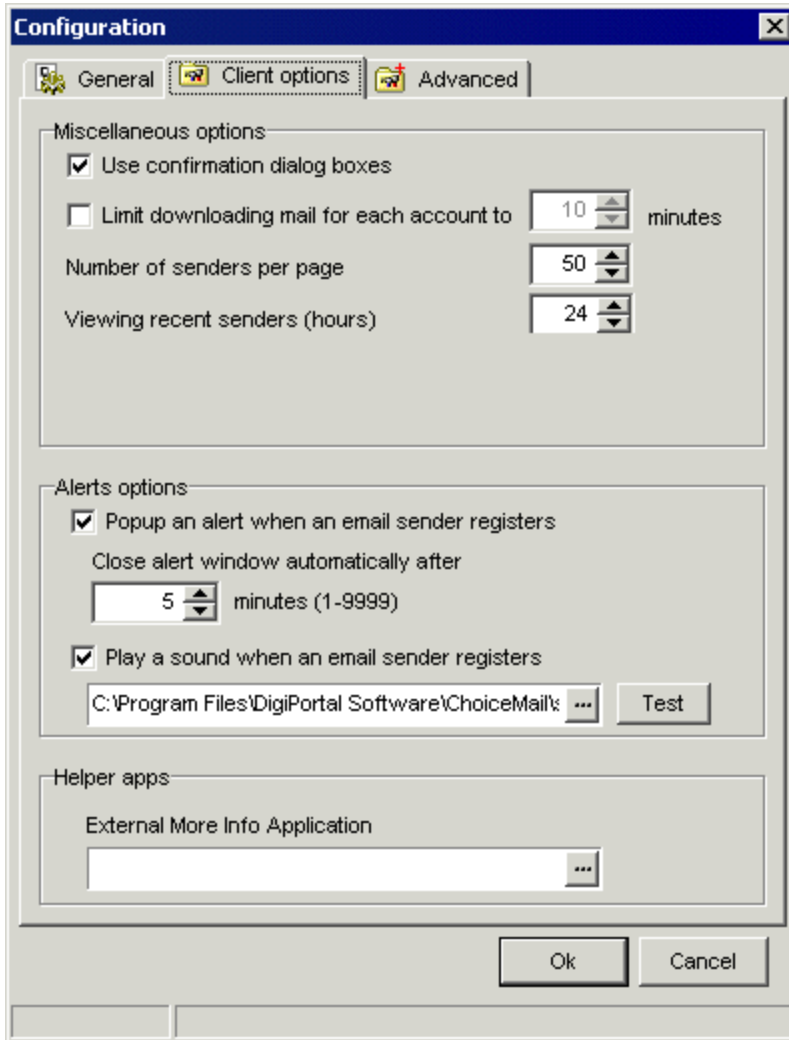 Configuration
General Client options Advanced
Miscellaneous options
Use confirmation dialog boxes
Limit downloading mail for each account to 10 minutes
Number of senders per page 50
Viewing recent senders (hours) 24
Alerts options
Popup an alert when an email sender registers
Close alert window automatically after
5 minutes (1-9999)
Play a sound when an email sender registers
C:\Program Files\DigiPortal Software\ChoiceMail\s ... Test
Helper apps
External More Info Application
...
Ok Cancel